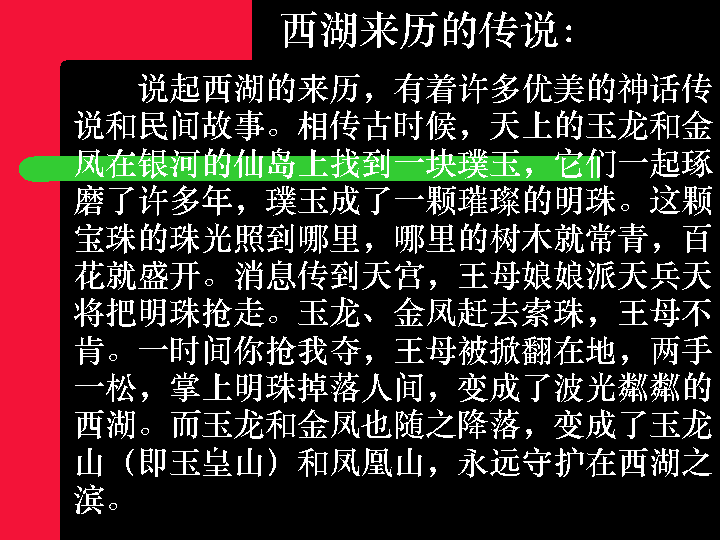 西湖来历的传说:
说起西湖的来历，有着许多优美的神话传
说和民间故事。相传古时候，天上的玉龙和金
凤在银河的仙岛上找到一块璞玉，它们一起琢
磨了许多年，璞玉成了一颗璀璨的明珠。这颗
宝珠的珠光照到哪里，哪里的树木就常青，百
花就盛开。消息传到天宫，王母娘娘派天兵天
将把明珠抢走。玉龙、金凤赶去索珠，王母不
肯。一时间你抢我夺，王母被掀翻在地，两手
一松，掌上明珠掉落人间，变成了波光粼粼的
西湖。而玉龙和金凤也随之降落，变成了玉龙
山（即玉皇山）和凤凰山，永远守护在西湖之
滨。